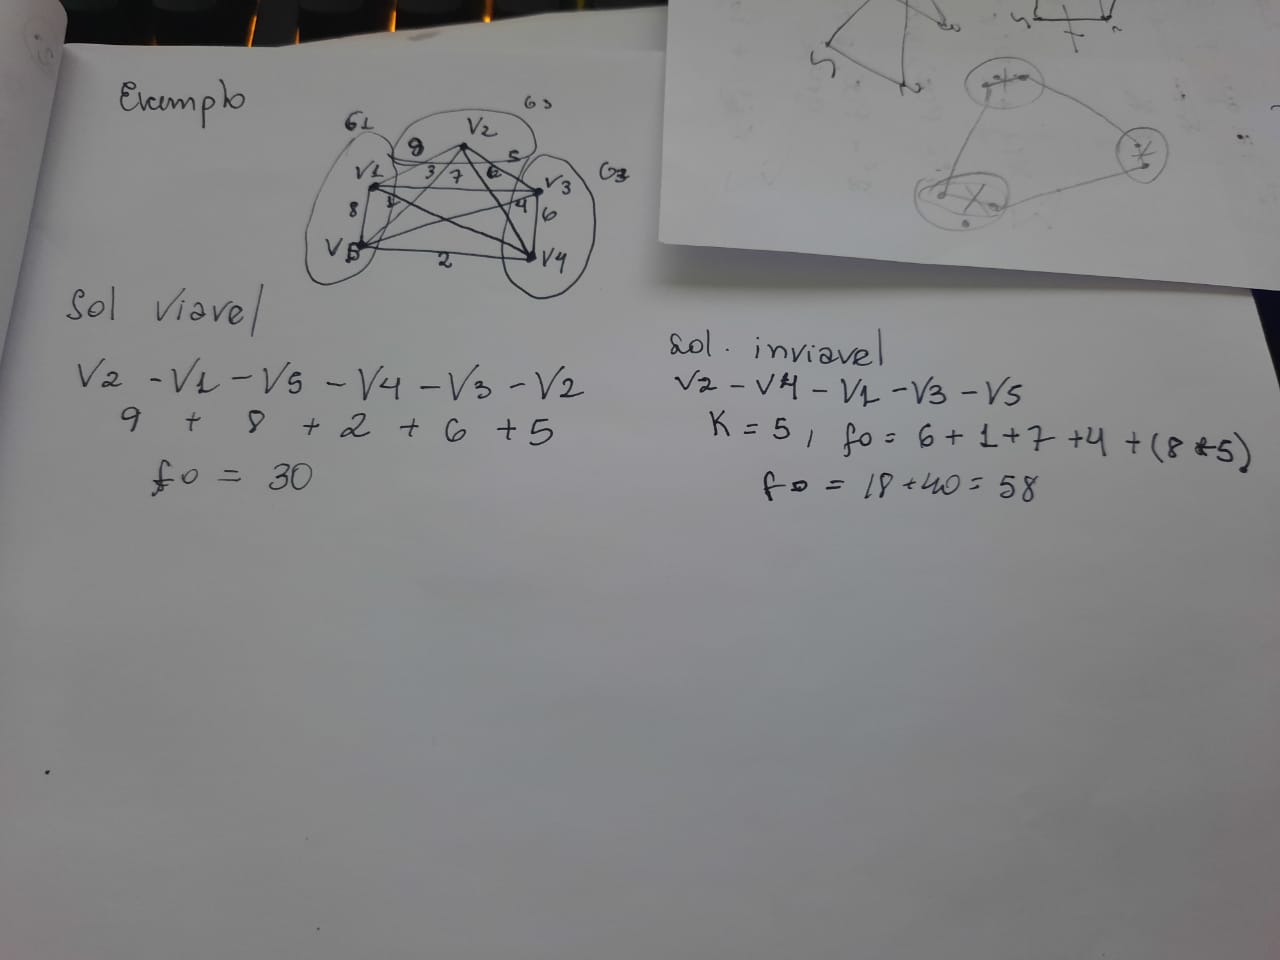 Exemplo
G1
G3
V2
9
5
V1
3
7
6
V3
G3
8
1
4
6
V5
2
V4
Sol Viavel
V2 - V1 - V5 - V4 - V3 - V2
9 + 8 + 2 + 6 + 5
fo = 30
Sol. inviavel
V2 - V4 - V1 - V3 - V5
K = 5, fo = 6 + 1 + 7 + 4 + (8 * 5)
fo = 18 + 40 = 58